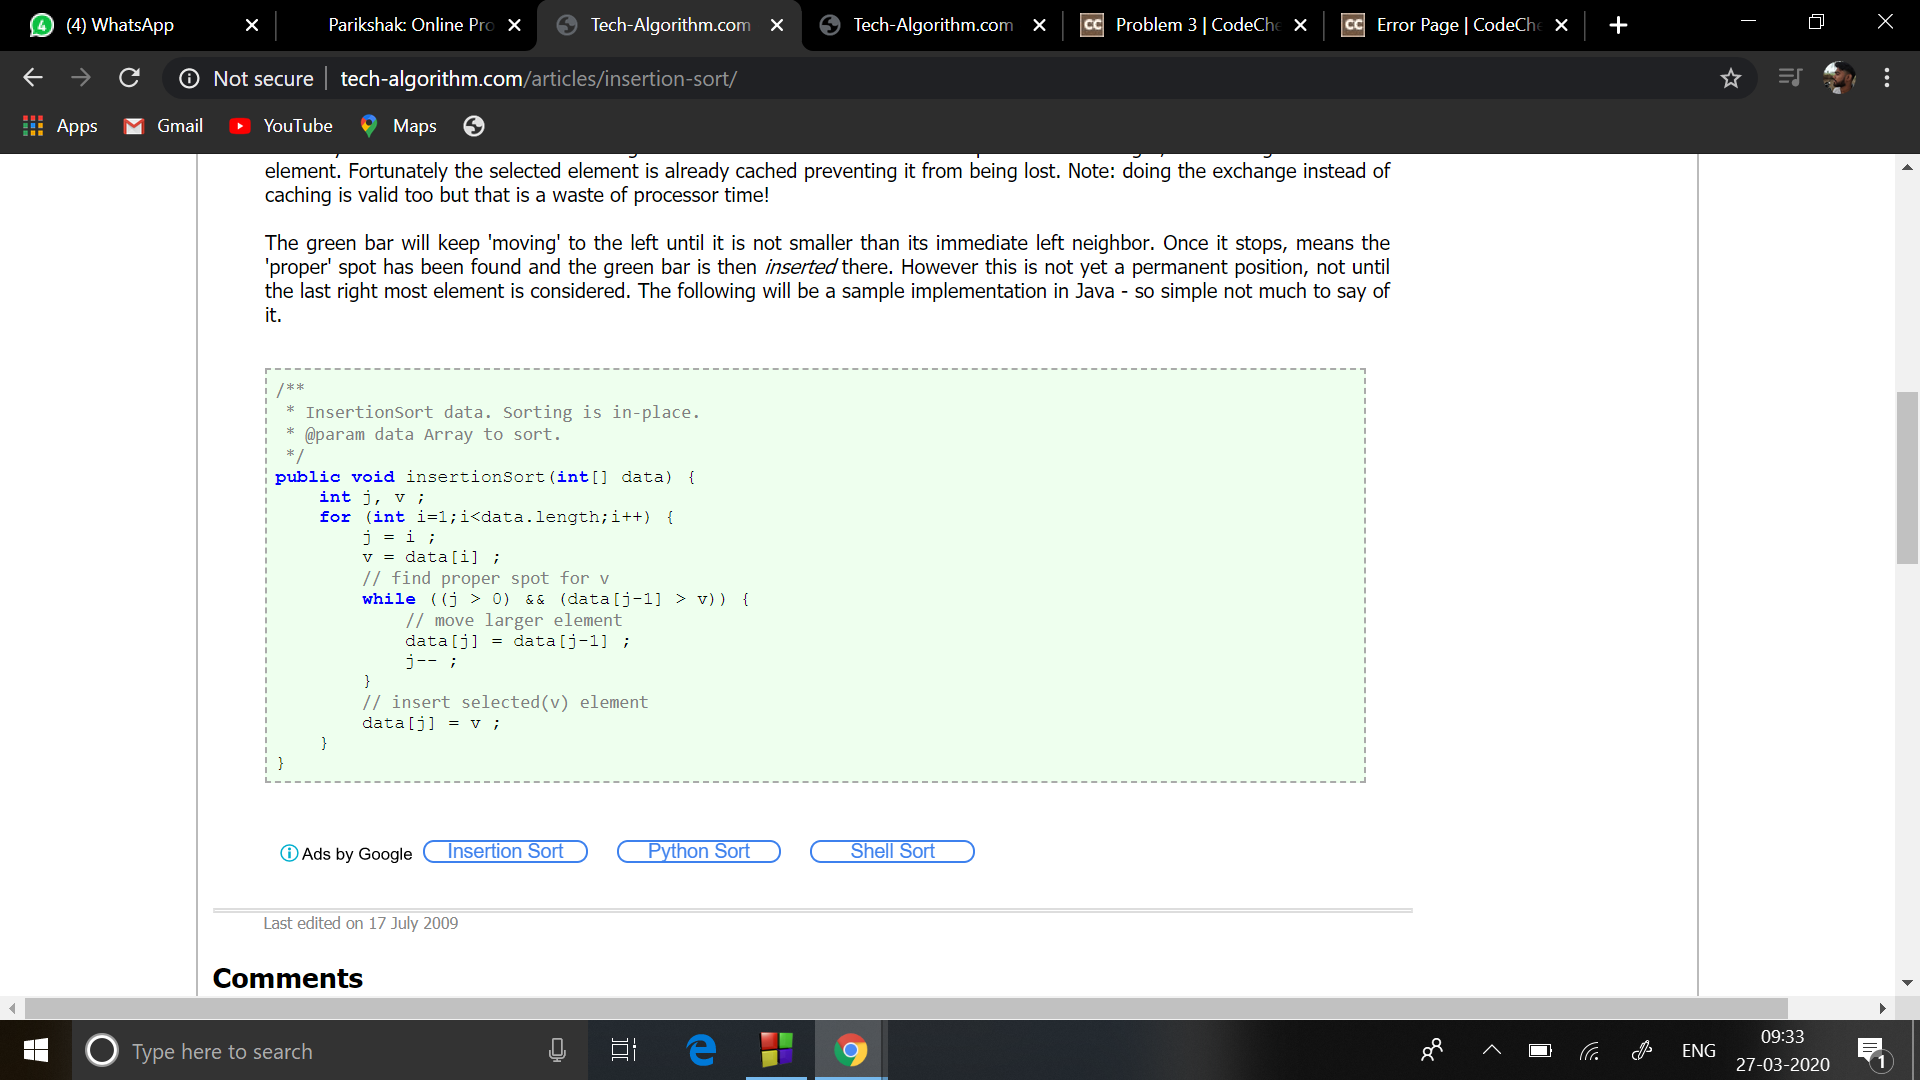 (4) WhatsApp
Parikshak: Online Pro
Tech-Algorithm.com
Tech-Algorithm.com
Problem 3 | CodeChe
Error Page | CodeChe
Not secure | tech-algorithm.com/articles/insertion-sort/
Apps Gmail YouTube Maps
element. Fortunately the selected element is already cached preventing it from being lost. Note: doing the exchange instead of
caching is valid too but that is a waste of processor time!
The green bar will keep 'moving' to the left until it is not smaller than its immediate left neighbor. Once it stops, means the
'proper' spot has been found and the green bar is then inserted there. However this is not yet a permanent position, not until
the last right most element is considered. The following will be a sample implementation in Java - so simple not much to say of
it.
/**
* InsertionSort data. Sorting is in-place.
* @param data Array to sort.
*/
public void insertionSort(int[] data) {
int j, v ;
for (int i=1;i<data.length;i++) {
j = i ;
v = data[i] ;
// find proper spot for v
while ((j > 0) && (data[j-1] > v)) {
// move larger element
data[j] = data[j-1] ;
j-- ;
}
// insert selected(v) element
data[j] = v ;
}
}
Ads by Google Insertion Sort Python Sort Shell Sort
Last edited on 17 July 2009
Comments
Type here to search
ENG
09:33
27-03-2020
1